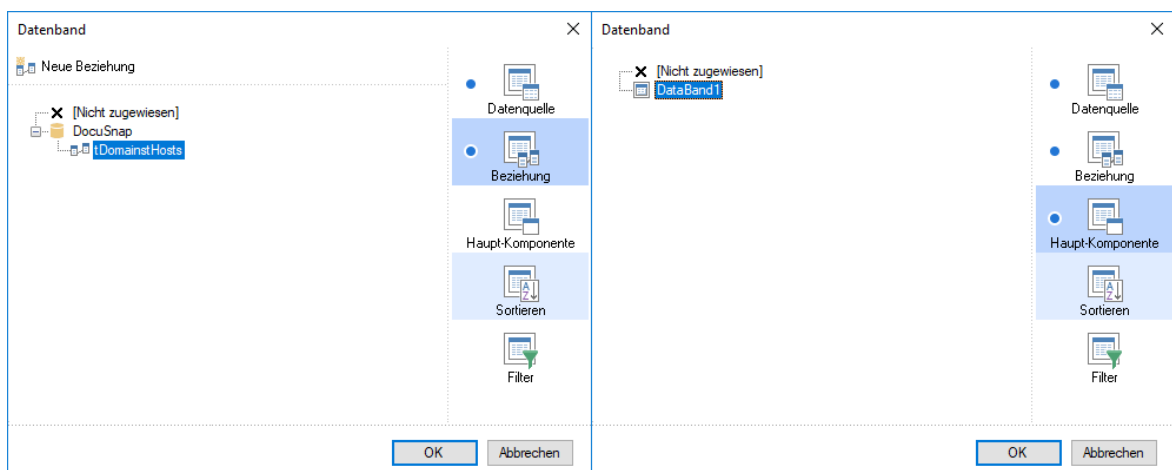 Datenband
Neue Beziehung
[Nicht zugewiesen]
DocuSnap
tDomainstHosts
Datenquelle
Beziehung
Haupt-Komponente
Sortieren
Filter
OK
Abbrechen
Datenband
[Nicht zugewiesen]
DataBand1
Datenquelle
Beziehung
Haupt-Komponente
Sortieren
Filter
OK
Abbrechen